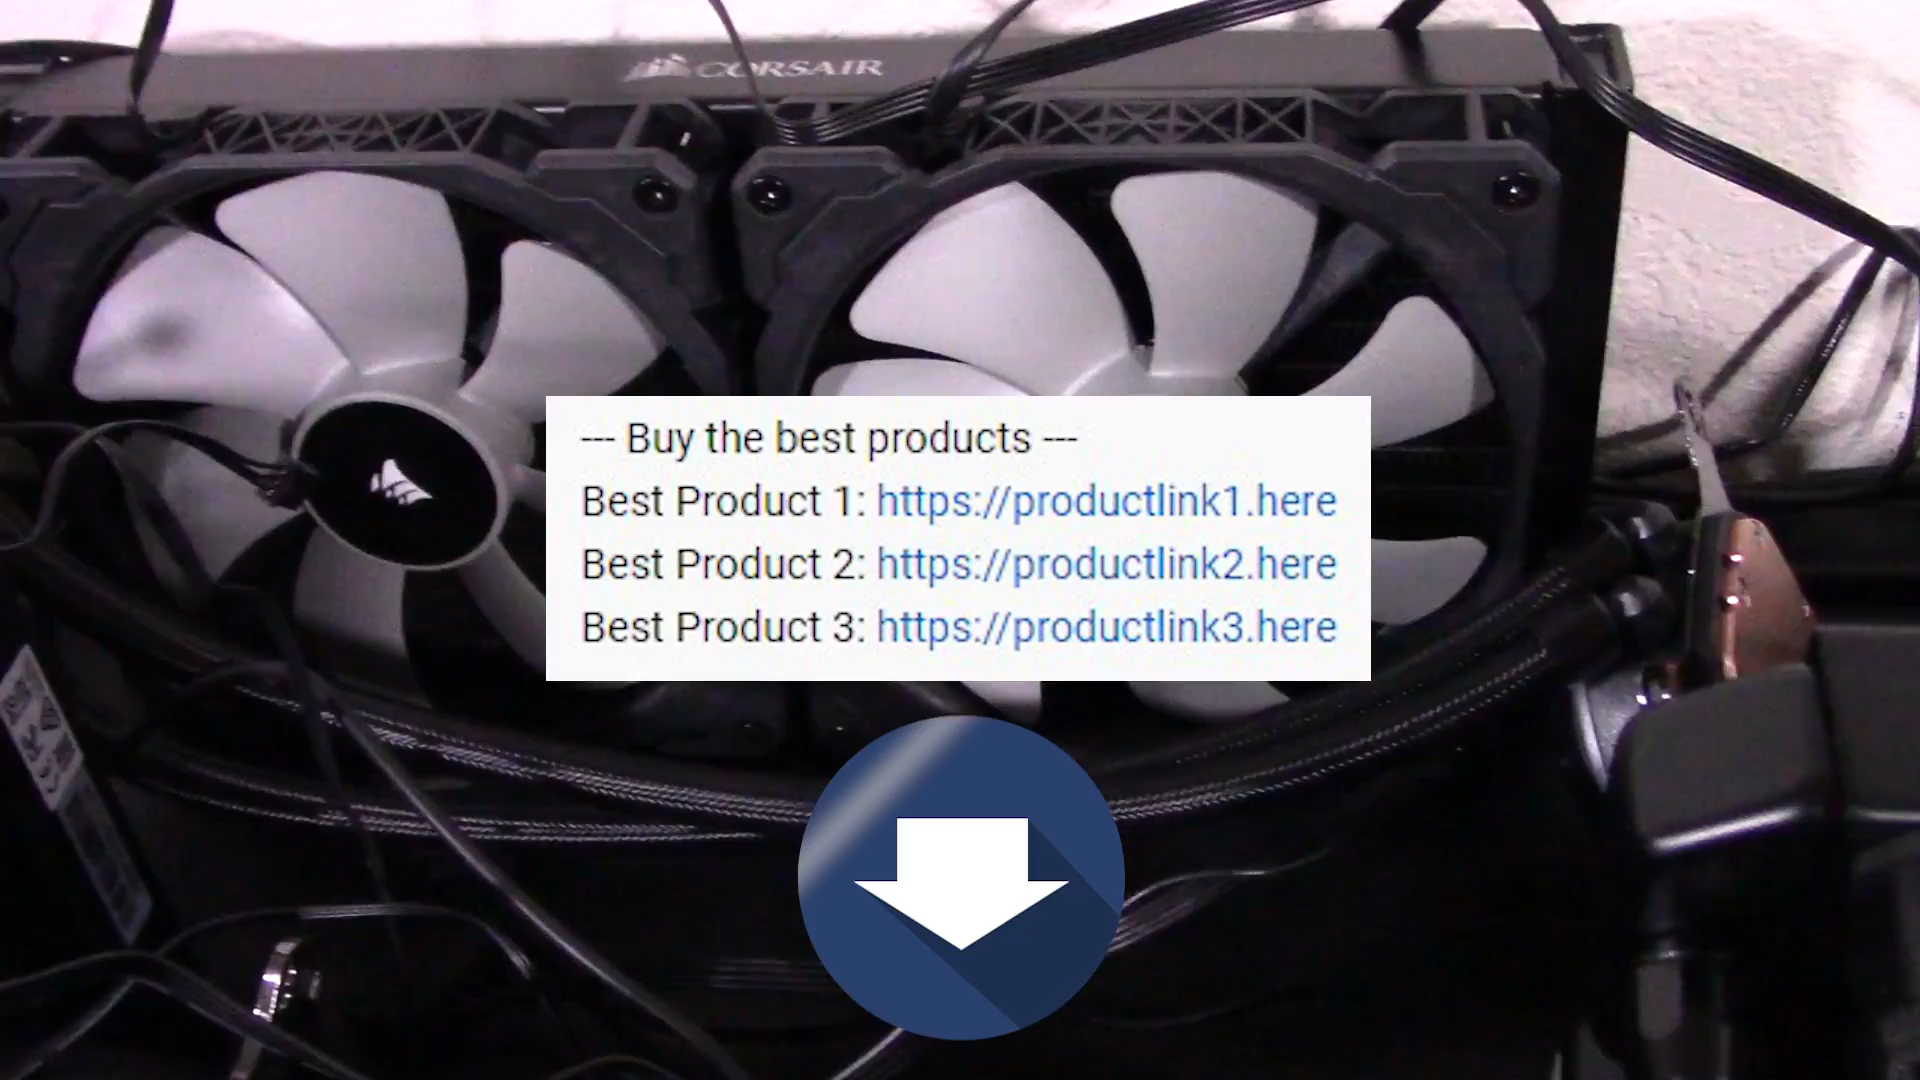 CORSAIR
--- Buy the best products ---
Best Product 1: https://productlink1.here
Best Product 2: https://productlink2.here
Best Product 3: https://productlink3.here